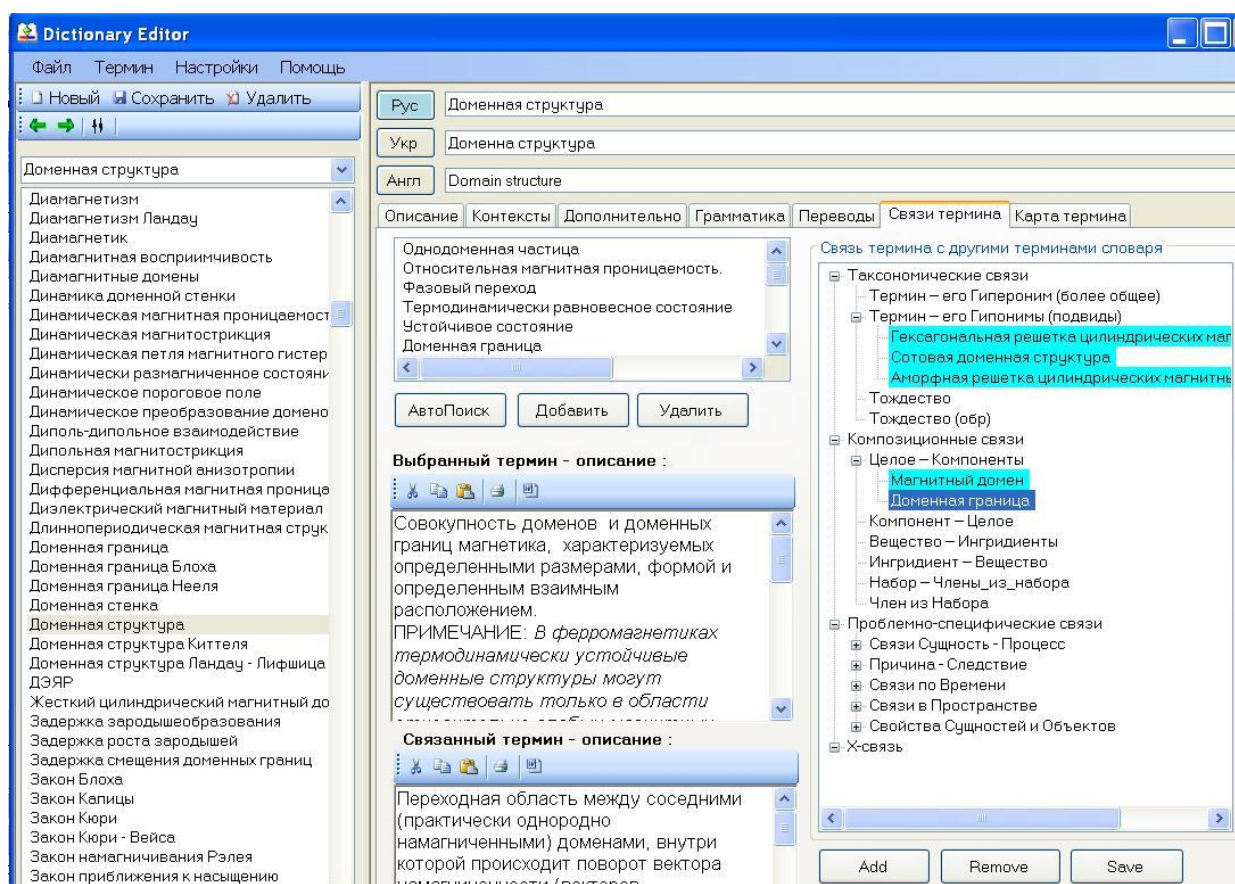 Dictionary Editor
Файл Термин Настройки Помощь
Новый Сохранить Удалить
Доменная структура
Диамагнетизм
Диамагнетизм Ландау
Диамагнетик
Диамагнитная восприимчивость
Диамагнитные домены
Динамика доменной стенки
Динамическая магнитная проницаемост
Динамическая магнитострикция
Динамическая петля магнитного гистер
Динамически размагниченное состояни
Динамическое пороговое поле
Динамическое преобразование домено
Диполь-дипольное взаимодействие
Дипольная магнитострикция
Дисперсия магнитной анизотропии
Дифференциальная магнитная проница
Диэлектрический магнитный материал
Длиннопериодическая магнитная струк
Доменная граница
Доменная граница Блоха
Доменная граница Нееля
Доменная стенка
Доменная структура
Доменная структура Киттеля
Доменная структура Ландау - Лифшица
ДЭЯР
Жесткий цилиндрический магнитный до
Задержка зародышеобразования
Задержка роста зародышей
Задержка смещения доменных границ
Закон Блоха
Закон Капицы
Закон Кюри
Закон Кюри - Вейса
Закон намагничивания Рэлея
Закон приближения к насыщению
Рус Доменная структура
Укр Доменна структура
Англ Domain structure
Описание Контексты Дополнительно Грамматика Переводы Связи термина Карта термина
Однодоменная частица
Относительная магнитная проницаемость.
Фазовый переход
Термодинамически равновесное состояние
Устойчивое состояние
Доменная граница
АвтоПоиск Добавить Удалить
Выбранный термин - описание :
Совокупность доменов и доменных
границ магнетика, характеризуемых
определенными размерами, формой и
определенным взаимным
расположением.
ПРИМЕЧАНИЕ: В ферромагнетиках
термодинамически устойчивые
доменные структуры могут
существовать только в области
Связанный термин - описание :
Переходная область между соседними
(практически однородно
намагниченными) доменами, внутри
которой происходит поворот вектора
Связь термина с другими терминами словаря
Таксономические связи
Термин – его Гипероним (более общее)
Термин – его Гипонимы (подвиды)
Гексагональная решетка цилиндрических маг
Сотовая доменная структура
Аморфная решетка цилиндрических магнитнь
Тождество
Тождество (обр)
Композиционные связи
Целое – Компоненты
Магнитный домен
Доменная граница
Компонент – Целое
Вещество – Ингридиенты
Ингридиент – Вещество
Набор – Члены_из_набора
Член из Набора
Проблемно-специфические связи
Связи Сущность - Процесс
Причина - Следствие
Связи по Времени
Связи в Пространстве
Свойства Сущностей и Объектов
Х-связь
Add Remove Save